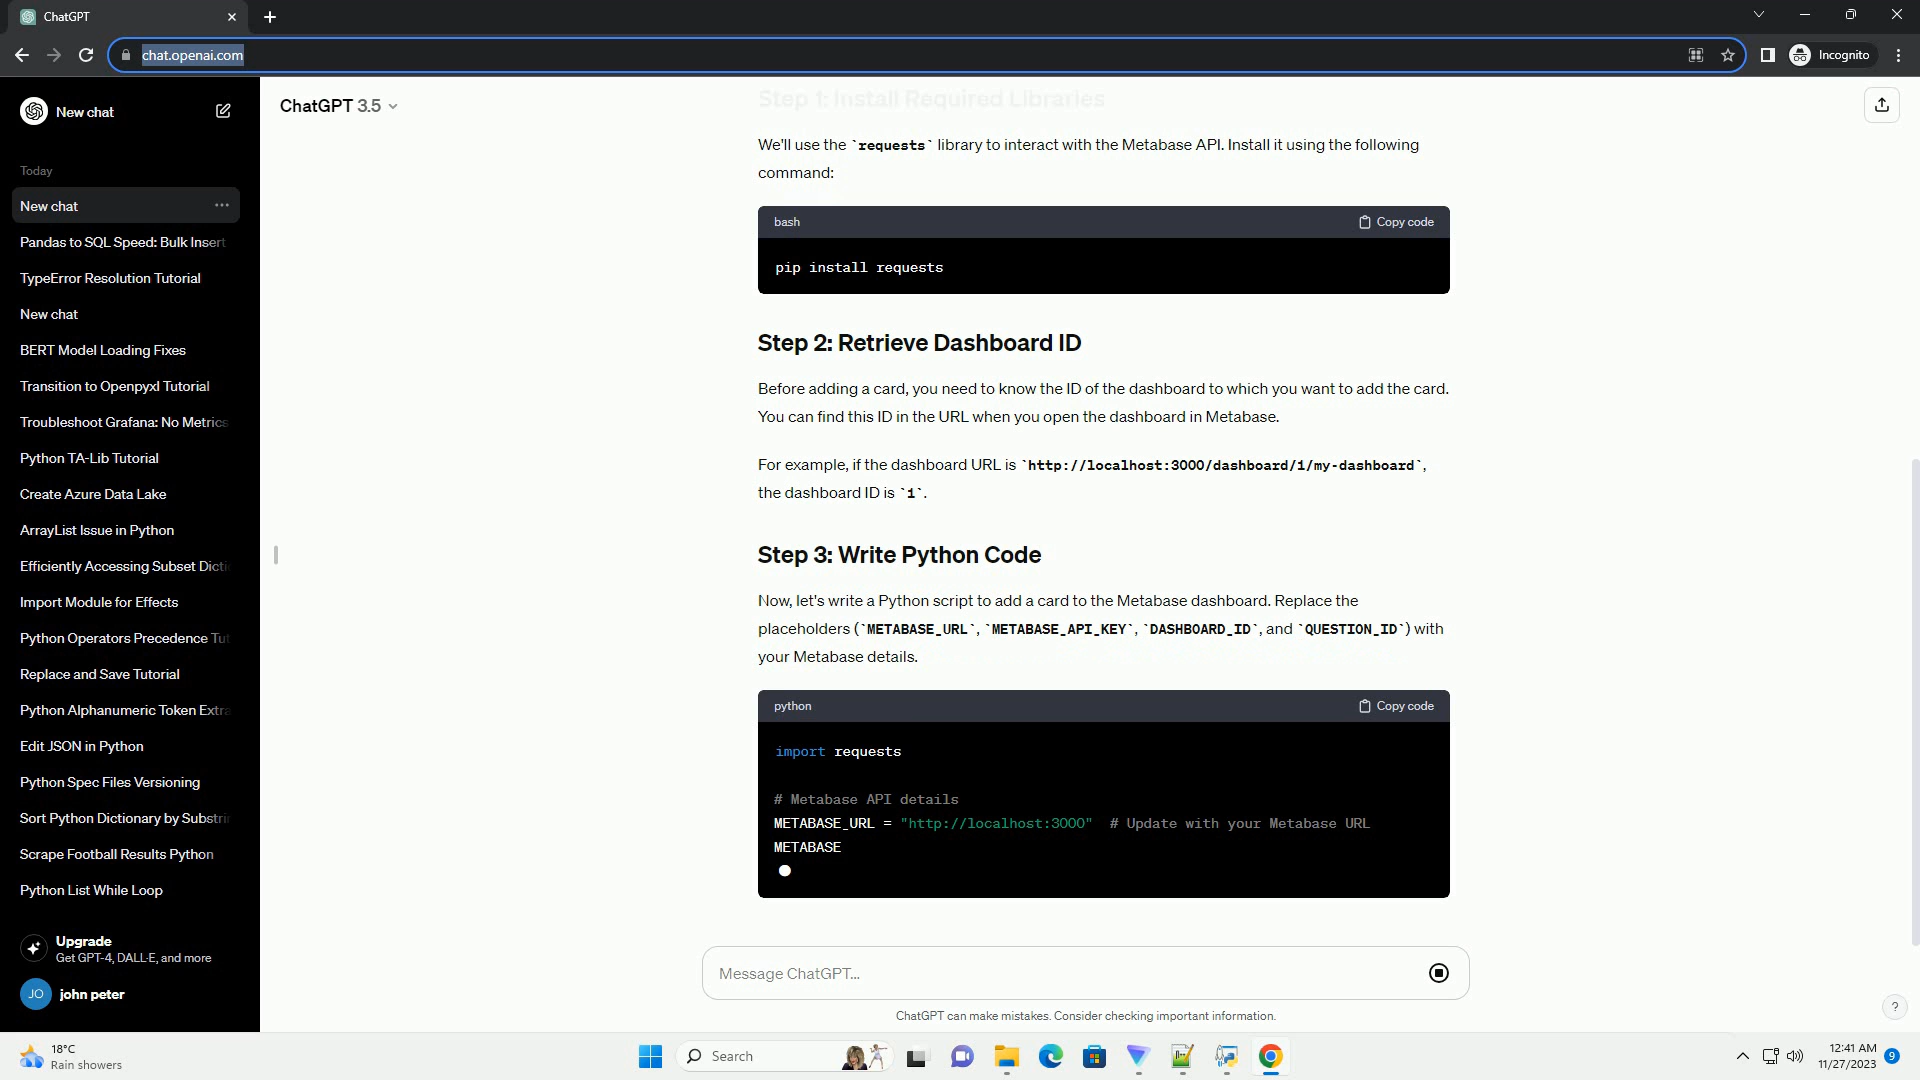 ChatGPT
chat.openai.com
Incognito
New chat
ChatGPT 3.5
Today
New chat
Pandas to SQL Speed: Bulk Insert
TypeError Resolution Tutorial
New chat
BERT Model Loading Fixes
Transition to Openpyxl Tutorial
Troubleshoot Grafana: No Metrics
Python TA-Lib Tutorial
Create Azure Data Lake
ArrayList Issue in Python
Efficiently Accessing Subset Dicti
Import Module for Effects
Python Operators Precedence Tut
Replace and Save Tutorial
Python Alphanumeric Token Extra
Edit JSON in Python
Python Spec Files Versioning
Sort Python Dictionary by Substrin
Scrape Football Results Python
Python List While Loop
Upgrade
Get GPT-4, DALL·E, and more
JO
john peter
Step 1: Install Required Libraries
We'll use the `requests` library to interact with the Metabase API. Install it using the following
command:
bash
Copy code
pip install requests
Step 2: Retrieve Dashboard ID
Before adding a card, you need to know the ID of the dashboard to which you want to add the card.
You can find this ID in the URL when you open the dashboard in Metabase.
For example, if the dashboard URL is `http://localhost:3000/dashboard/1/my-dashboard`,
the dashboard ID is `1`.
Step 3: Write Python Code
Now, let's write a Python script to add a card to the Metabase dashboard. Replace the
placeholders (`METABASE_URL`, `METABASE_API_KEY`, `DASHBOARD_ID`, and `QUESTION_ID`) with
your Metabase details.
python
Copy code
import requests
# Metabase API details
METABASE_URL = "http://localhost:3000"  # Update with your Metabase URL
METABASE
Message ChatGPT...
ChatGPT can make mistakes. Consider checking important information.
?
18°C
Rain showers
Search
12:41 AM
11/27/2023
9